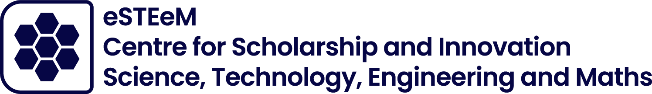 eSTEeM
Centre for Scholarship and Innovation
Science, Technology, Engineering and Maths